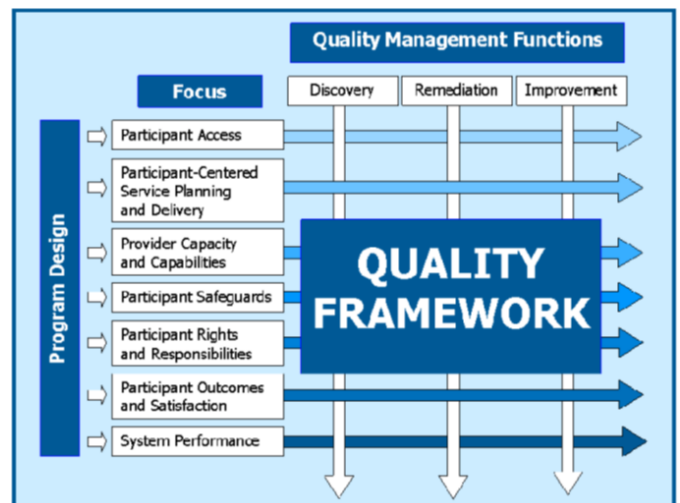 Quality Management Functions
Focus
Discovery
Remediation
Improvement
Program Design
Participant Access
Participant-Centered
Service Planning
and Delivery
Provider Capacity
and Capabilities
Participant Safeguards
Participant Rights
and Responsibilities
Participant Outcomes
and Satisfaction
System Performance
QUALITY
FRAMEWORK